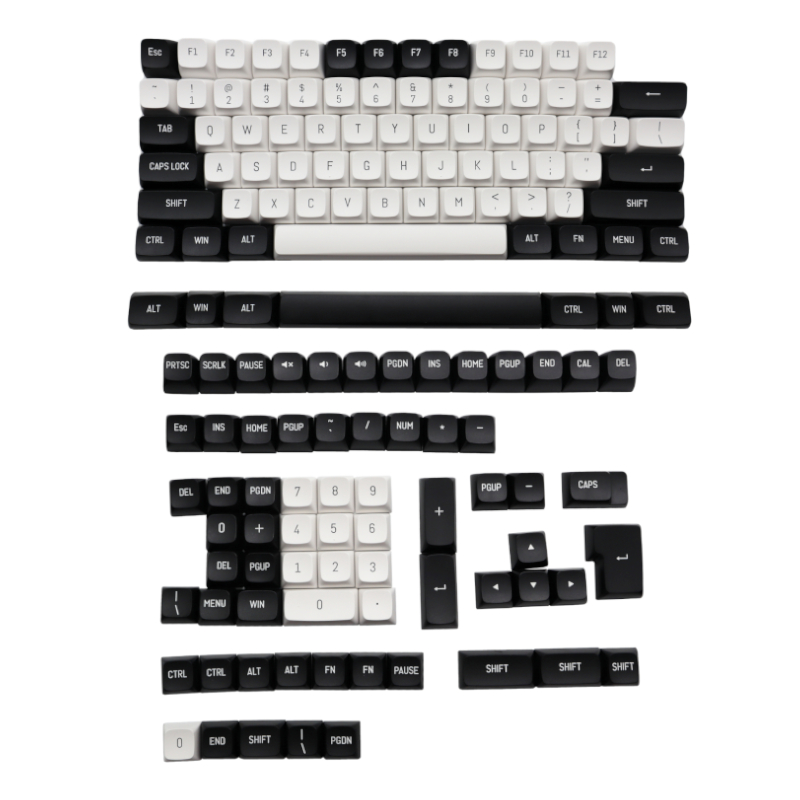 Esc F1 F2 F3 F4 F5 F6 F7 F8 F9 F10 F11 F12
~ ! @ # $ % ^ & * ( ) - +
` 1 2 3 4 5 6 7 8 9 0 - = ←
TAB Q W E R T Y U I O P { [ } ] | \
CAPS LOCK A S D F G H J K L : ; " ' ↵
SHIFT Z X C V B N M < , > . ? / SHIFT
CTRL WIN ALT ALT FN MENU CTRL
ALT WIN ALT CTRL WIN CTRL
PRTSC SCRLK PAUSE PGDN INS HOME PGUP END CAL DEL
Esc INS HOME PGUP ~ ` / NUM * -
DEL END PGDN 7 8 9
0 + 4 5 6
DEL PGUP 1 2 3
| \ MENU WIN 0 .
+
↵
PGUP - CAPS
▲
◄ ▼ ►
↵
CTRL CTRL ALT ALT FN FN PAUSE
SHIFT SHIFT SHIFT
0 END SHIFT | \ PGDN